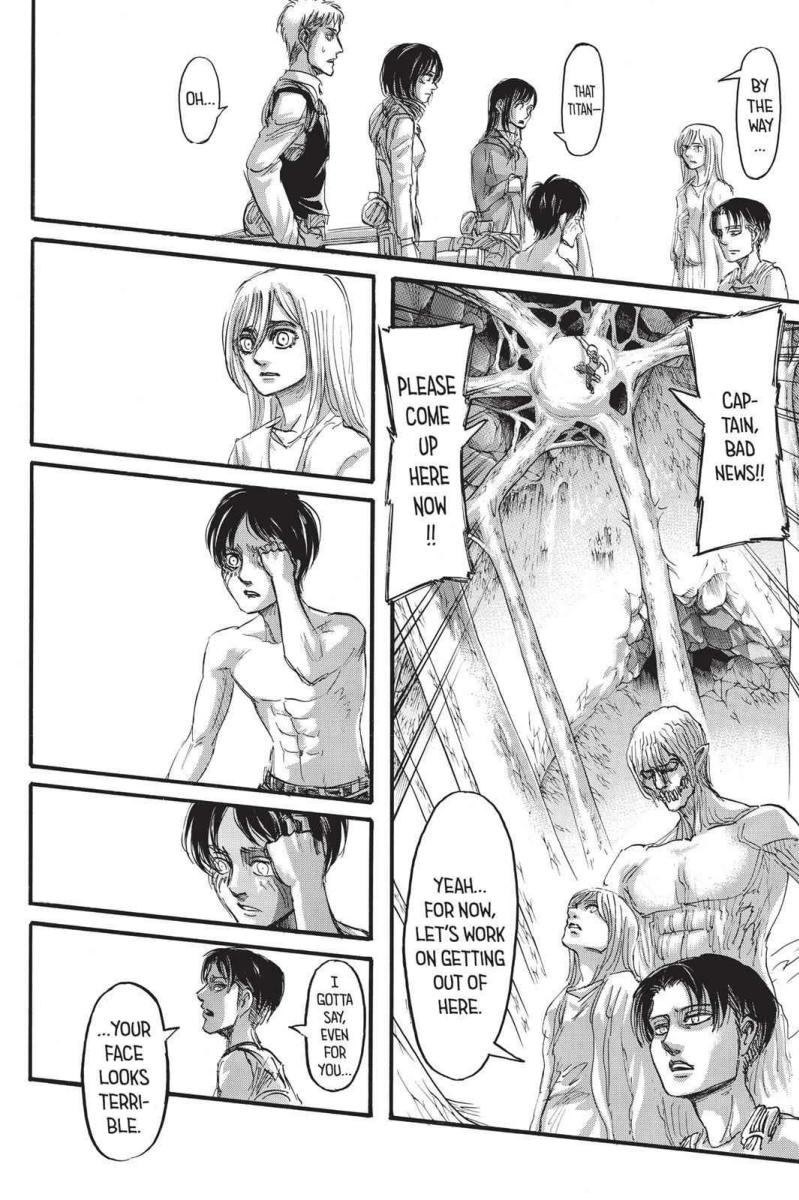 BY
THE
WAY
...
THAT
TITAN—
OH...
CAP-
TAIN,
BAD
NEWS!!
PLEASE
COME
UP
HERE
NOW
!!
YEAH...
FOR NOW,
LET'S WORK
ON GETTING
OUT OF
HERE.
I
GOTTA
SAY,
EVEN
FOR
YOU...
...YOUR
FACE
LOOKS
TERRI-
BLE.